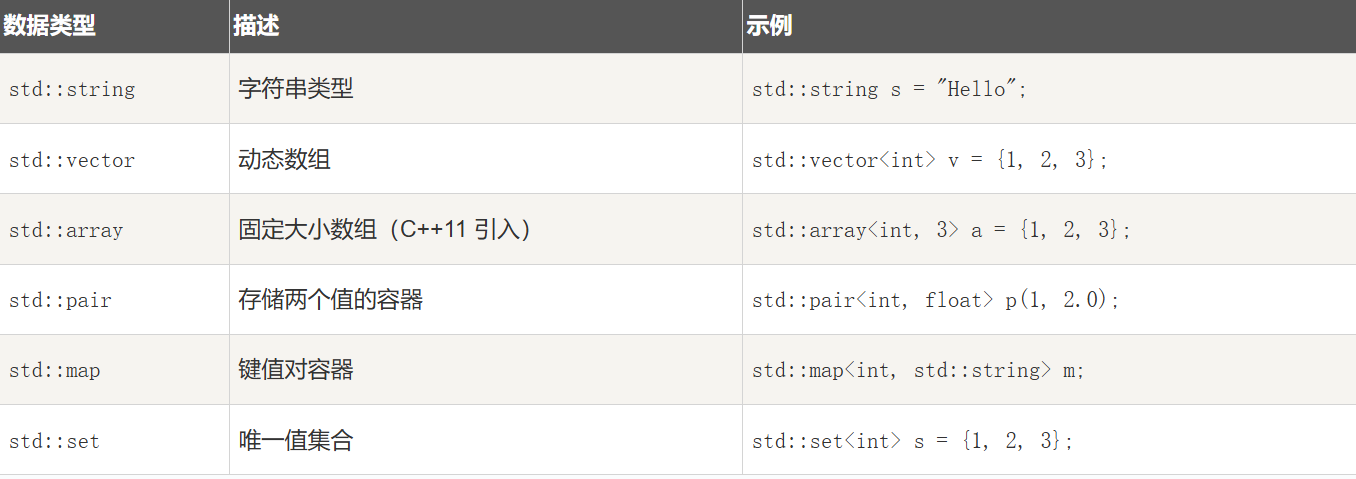 数据类型 描述 示例
std::string 字符串类型 std::string s = "Hello";
std::vector 动态数组 std::vector<int> v = {1, 2, 3};
std::array 固定大小数组（C++11 引入） std::array<int, 3> a = {1, 2, 3};
std::pair 存储两个值的容器 std::pair<int, float> p(1, 2.0);
std::map 键值对容器 std::map<int, std::string> m;
std::set 唯一值集合 std::set<int> s = {1, 2, 3};